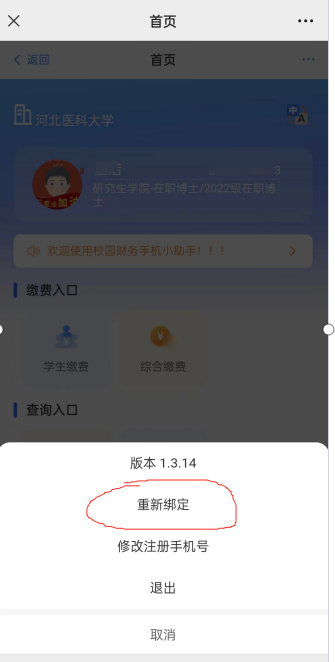 首页
返回
首页
中
A
河北医科大学
3
研究生学院-在职博士/2022级在职博
士
加油
欢迎使用校园财务手机小助手！！！
缴费入口
学生缴费
综合缴费
查询入口
版本 1.3.14
重新绑定
修改注册手机号
退出
取消